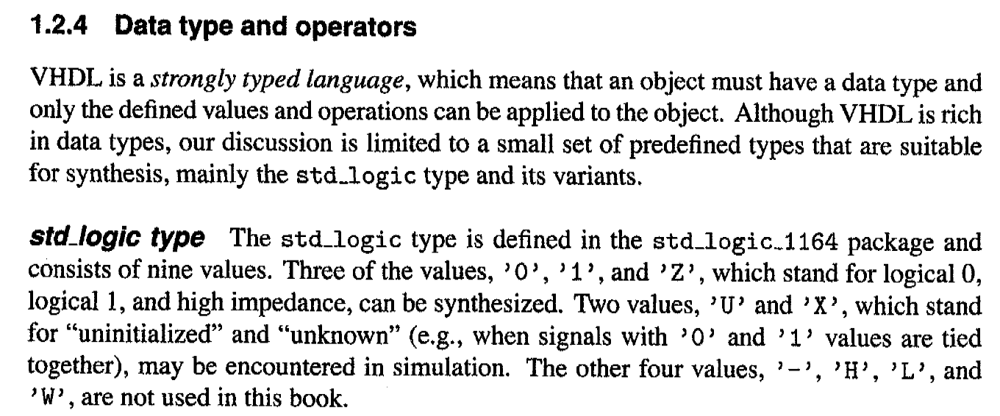 1.2.4 Data type and operators
VHDL is a strongly typed language, which means that an object must have a data type and
only the defined values and operations can be applied to the object. Although VHDL is rich
in data types, our discussion is limited to a small set of predefined types that are suitable
for synthesis, mainly the std_logic type and its variants.
std_logic type The std_logic type is defined in the std_logic_1164 package and
consists of nine values. Three of the values, ’0’, ’1’, and ’Z’, which stand for logical 0,
logical 1, and high impedance, can be synthesized. Two values, ’U’ and ’X’, which stand
for “uninitialized” and “unknown” (e.g., when signals with ’0’ and ’1’ values are tied
together), may be encountered in simulation. The other four values, ’-’, ’H’, ’L’, and
’W’, are not used in this book.